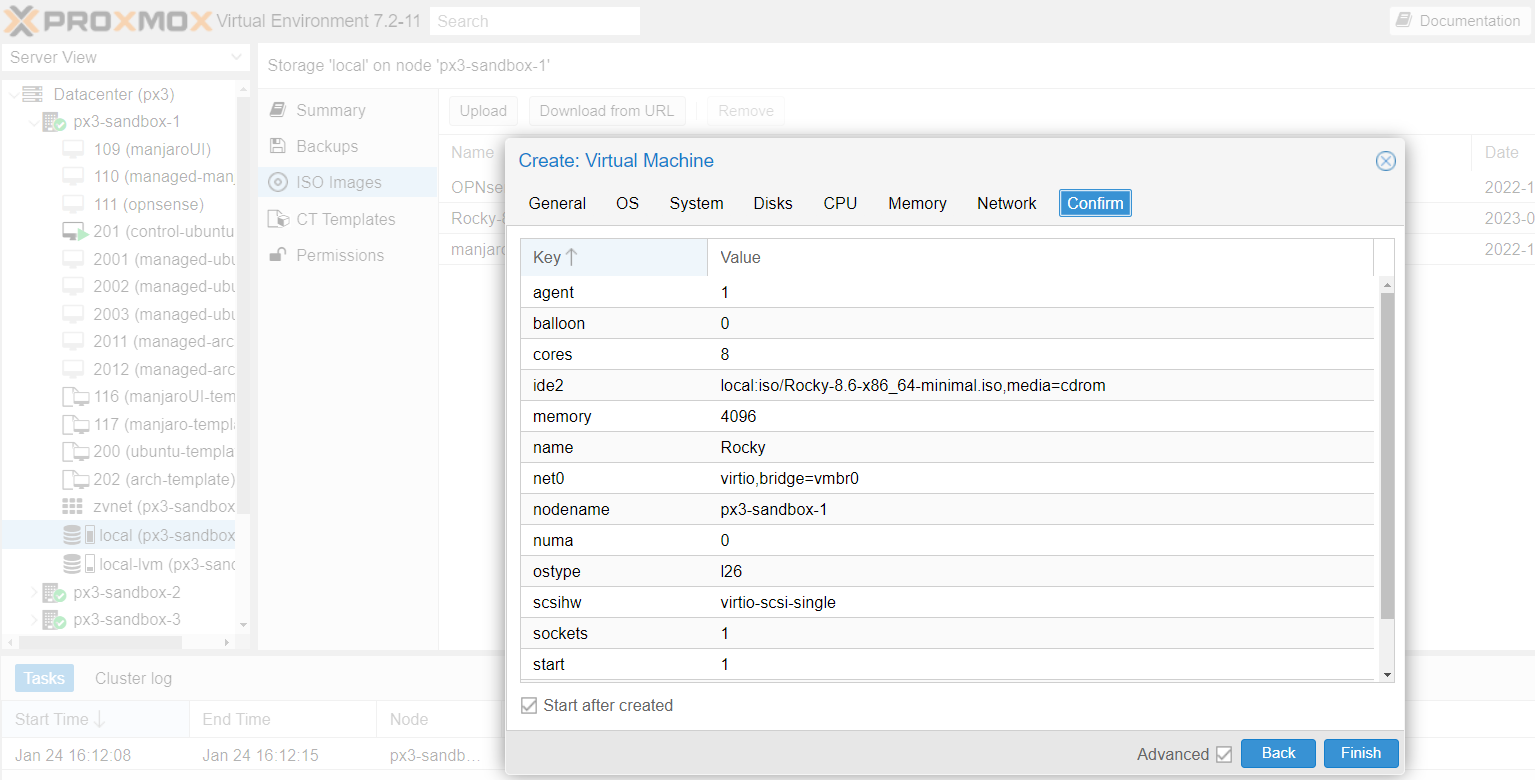 PROXMOX Virtual Environment 7.2-11 Search Documentation
Server View
Storage 'local' on node 'px3-sandbox-1'
Datacenter (px3)
px3-sandbox-1
109 (manjaroUI)
110 (managed-manj
111 (opnsense)
201 (control-ubuntu
2001 (managed-ubu
2002 (managed-ubu
2003 (managed-ubu
2011 (managed-arc
2012 (managed-arc
116 (manjaroUI-tem
117 (manjaro-templa
200 (ubuntu-templa
202 (arch-template)
zvnet (px3-sandbox
local (px3-sandbox
local-lvm (px3-sand
px3-sandbox-2
px3-sandbox-3
Summary
Backups
ISO Images
CT Templates
Permissions
Upload Download from URL Remove
Name Date
OPNse 2022-1
Rocky-8 2023-0
manjaro 2022-1
Create: Virtual Machine
General OS System Disks CPU Memory Network Confirm
Key Value
agent 1
balloon 0
cores 8
ide2 local:iso/Rocky-8.6-x86_64-minimal.iso,media=cdrom
memory 4096
name Rocky
net0 virtio,bridge=vmbr0
nodename px3-sandbox-1
numa 0
ostype l26
scsihw virtio-scsi-single
sockets 1
start 1
Start after created
Advanced Back Finish
Tasks Cluster log
Start Time End Time Node
Jan 24 16:12:08 Jan 24 16:12:15 px3-sandb...